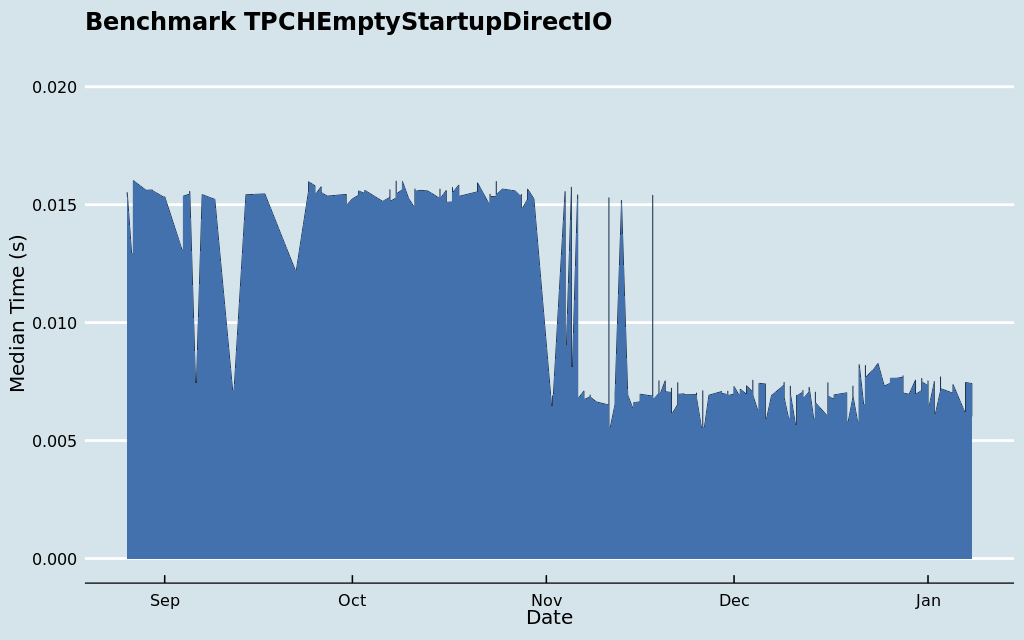 Benchmark TPCHEmptyStartupDirectIO
0.020
0.015
0.010
0.005
0.000
Median Time (s)
Sep Oct Nov Dec Jan
Date